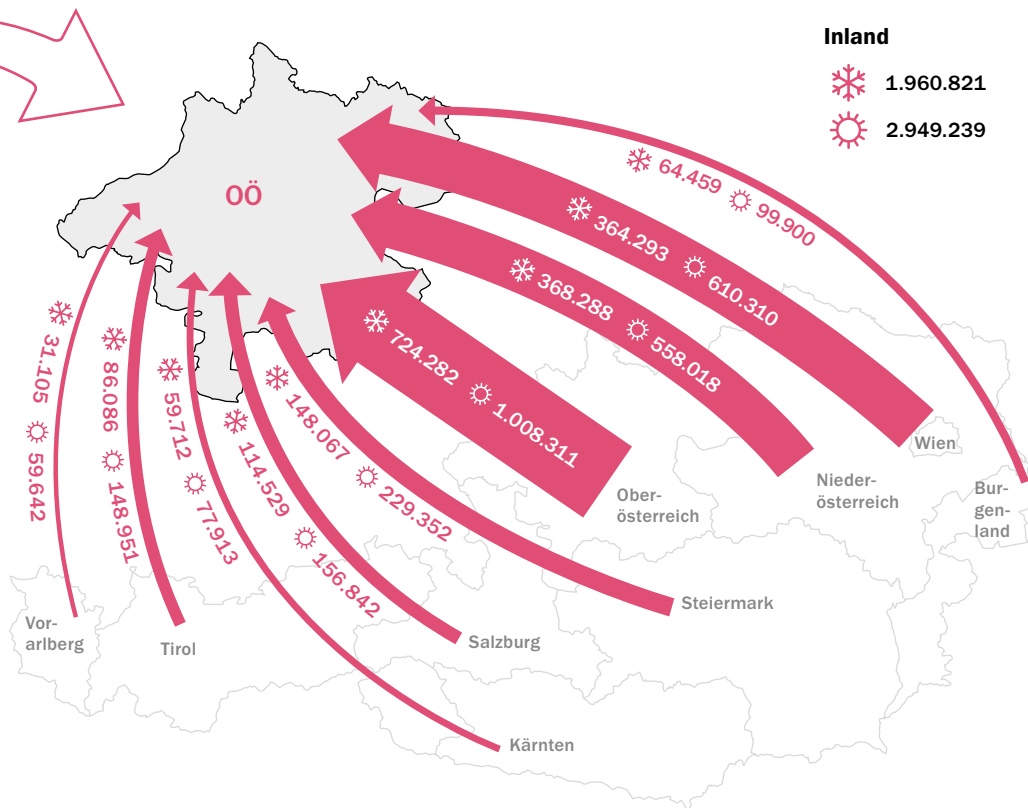 Inland
1.960.821
2.949.239
OÖ
64.459 99.900
364.293 610.310
368.288 558.018
724.282 1.008.311
148.067 229.352
114.529 156.842
59.712 77.913
86.086 148.951
31.105 59.642
Wien
Nieder-
österreich
Bur-
gen-
land
Ober-
österreich
Steiermark
Salzburg
Kärnten
Tirol
Vor-
arlberg